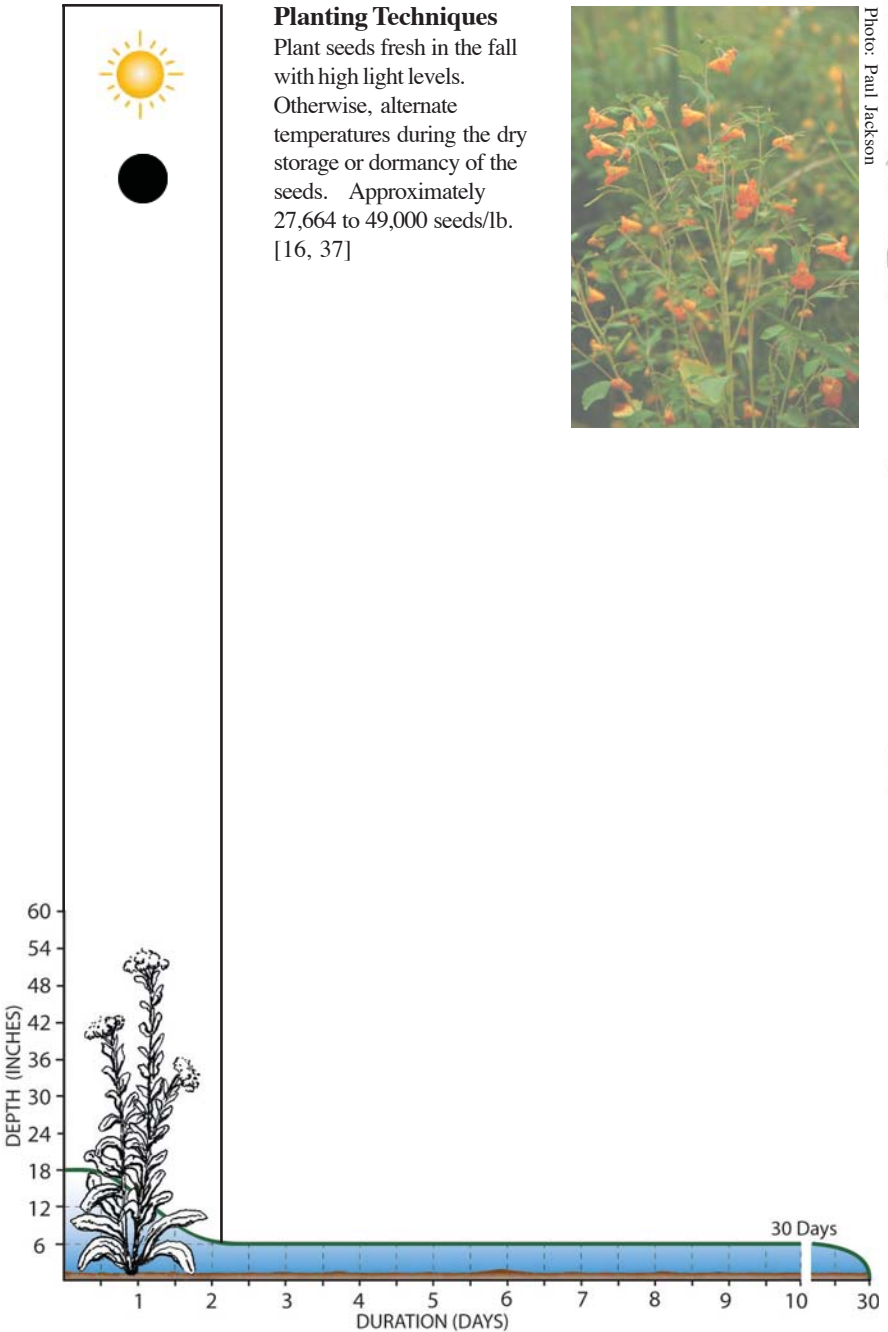 Planting Techniques
Plant seeds fresh in the fall
with high light levels.
Otherwise, alternate
temperatures during the dry
storage or dormancy of the
seeds. Approximately
27,664 to 49,000 seeds/lb.
[16, 37]
Photo: Paul Jackson
60
54
48
42
36
30
24
18
12
6
DEPTH (INCHES)
30 Days
1 2 3 4 5 6 7 8 9 10 30
DURATION (DAYS)